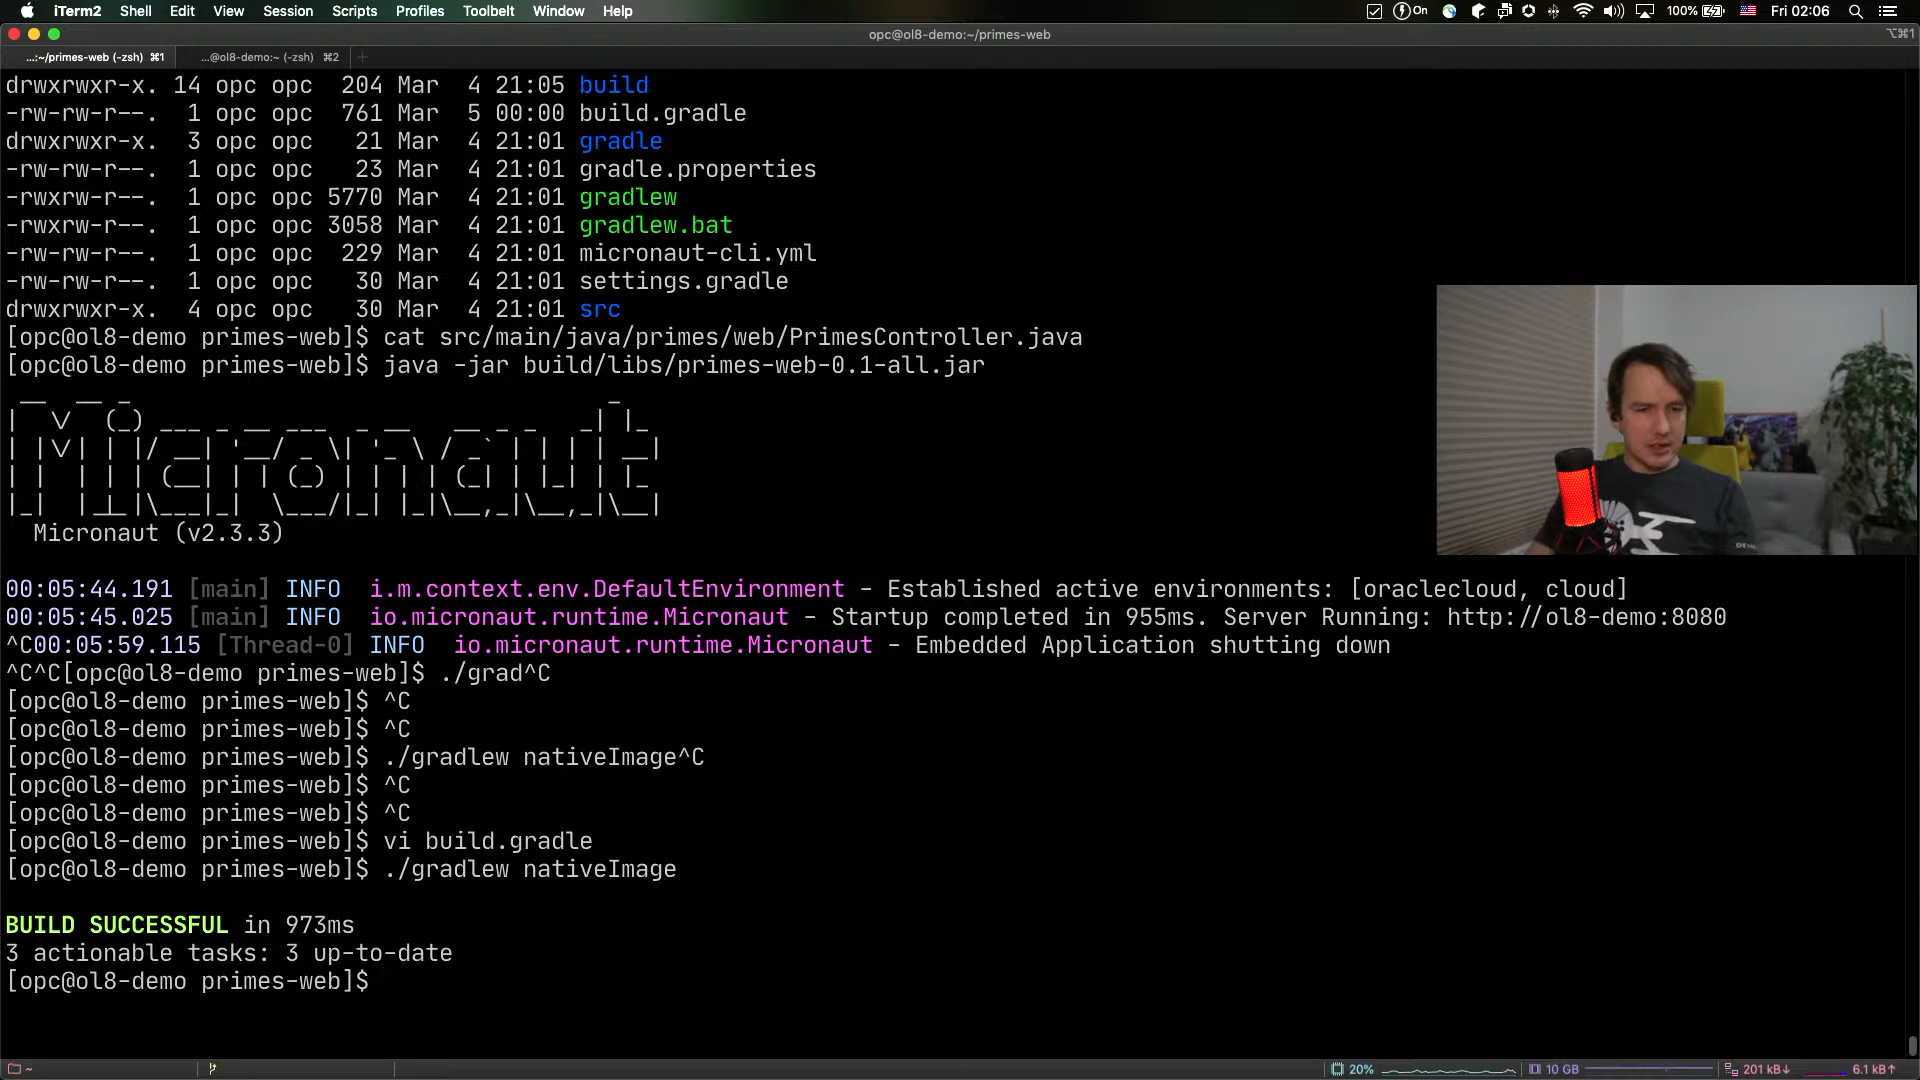 iTerm2 Shell Edit View Session Scripts Profiles Toolbelt Window Help On 100% Fri 02:06
opc@ol8-demo:~/primes-web ⌥⌘1
...:~/primes-web (-zsh) ⌘1 ...@ol8-demo:~ (-zsh) ⌘2 +
drwxrwxr-x. 14 opc opc 204 Mar 4 21:05 build
-rw-rw-r--. 1 opc opc 761 Mar 5 00:00 build.gradle
drwxrwxr-x. 3 opc opc 21 Mar 4 21:01 gradle
-rw-rw-r--. 1 opc opc 23 Mar 4 21:01 gradle.properties
-rwxrwxr--. 1 opc opc 5770 Mar 4 21:01 gradlew
-rwxrwxr--. 1 opc opc 3058 Mar 4 21:01 gradlew.bat
-rw-rw-r--. 1 opc opc 229 Mar 4 21:01 micronaut-cli.yml
-rw-rw-r--. 1 opc opc 30 Mar 4 21:01 settings.gradle
drwxrwxr-x. 4 opc opc 30 Mar 4 21:01 src
[opc@ol8-demo primes-web]$ cat src/main/java/primes/web/PrimesController.java
[opc@ol8-demo primes-web]$ java -jar build/libs/primes-web-0.1-all.jar
Micronaut
Micronaut (v2.3.3)
00:05:44.191 [main] INFO i.m.context.env.DefaultEnvironment - Established active environments: [oraclecloud, cloud]
00:05:45.025 [main] INFO io.micronaut.runtime.Micronaut - Startup completed in 955ms. Server Running: http://ol8-demo:8080
^C00:05:59.115 [Thread-0] INFO io.micronaut.runtime.Micronaut - Embedded Application shutting down
^C^C[opc@ol8-demo primes-web]$ ./grad^C
[opc@ol8-demo primes-web]$ ^C
[opc@ol8-demo primes-web]$ ^C
[opc@ol8-demo primes-web]$ ./gradlew nativeImage^C
[opc@ol8-demo primes-web]$ ^C
[opc@ol8-demo primes-web]$ ^C
[opc@ol8-demo primes-web]$ vi build.gradle
[opc@ol8-demo primes-web]$ ./gradlew nativeImage
BUILD SUCCESSFUL in 973ms
3 actionable tasks: 3 up-to-date
[opc@ol8-demo primes-web]$
~ 20% 10 GB 201 kB↓ 6.1 kB↑